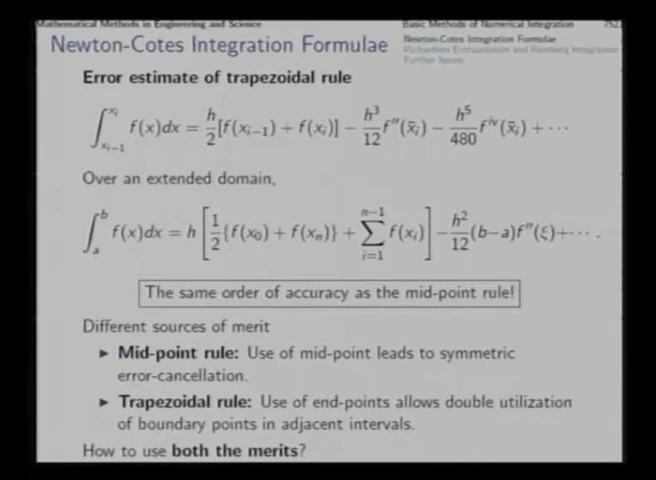 Mathematical Methods in Engineering and Science
Basic Methods of Numerical Integration
752,
Newton-Cotes Integration Formulae
Newton-Cotes Integration Formulae
Richardson Extrapolation and Romberg Integration
Further Issues
Error estimate of trapezoidal rule
∫_{x_{i−1}}^{x_i} f(x)dx = h/2 [f(x_{i−1}) + f(x_i)] − h³/12 f″(x̄_i) − h⁵/480 f^{iv}(x̄_i) + ···
Over an extended domain,
∫_a^b f(x)dx = h [ 1/2 {f(x_0) + f(x_n)} + ∑_{i=1}^{n−1} f(x_i) ] − h²/12 (b−a)f″(ξ)+··· .
The same order of accuracy as the mid-point rule!
Different sources of merit
► Mid-point rule: Use of mid-point leads to symmetric
error-cancellation.
► Trapezoidal rule: Use of end-points allows double utilization
of boundary points in adjacent intervals.
How to use both the merits?